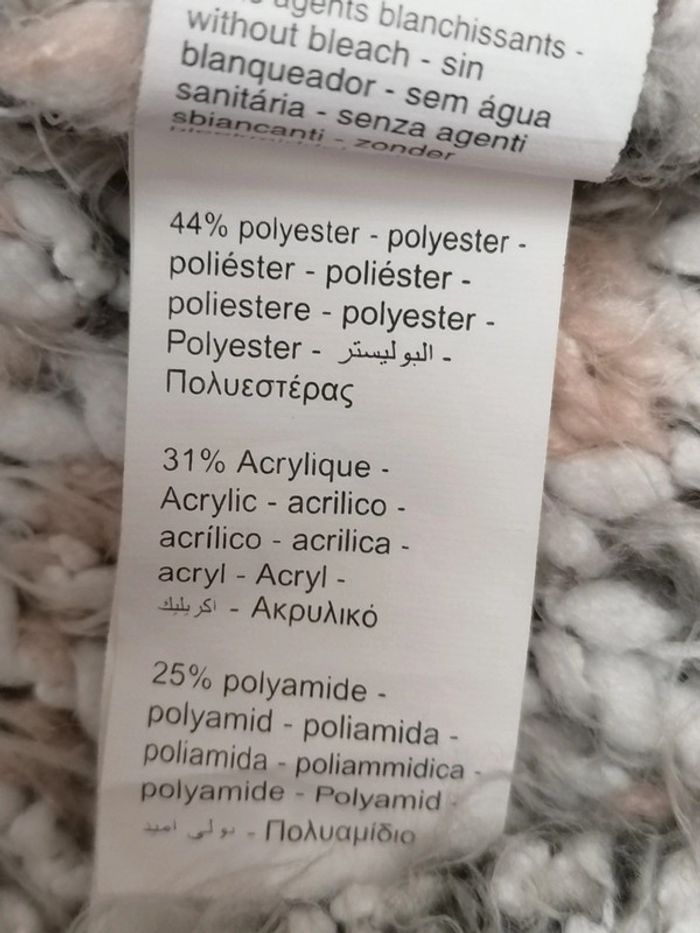 agents blanchissants -
without bleach - sin
blanqueador - sem água
sanitária - senza agenti
sbiancanti - zonder
44% polyester - polyester -
poliéster - poliéster -
poliestere - polyester -
Polyester - البوليستر -
Πολυεστέρας
31% Acrylique -
Acrylic - acrilico -
acrílico - acrilica -
acryl - Acryl -
اكريليك - Ακρυλικό
25% polyamide -
polyamid - poliamida -
poliamida - poliammidica -
polyamide - Polyamid -
بولي اميد - Πολυαμίδιο